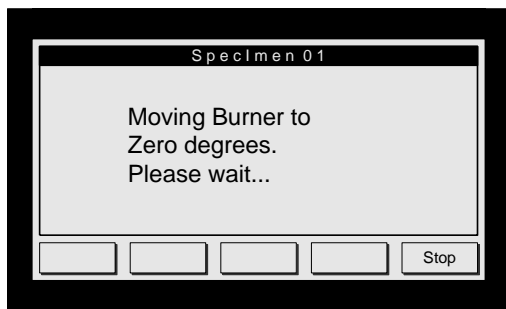 SpecImen 01
Moving Burner to
Zero degrees.
Please wait...
Stop